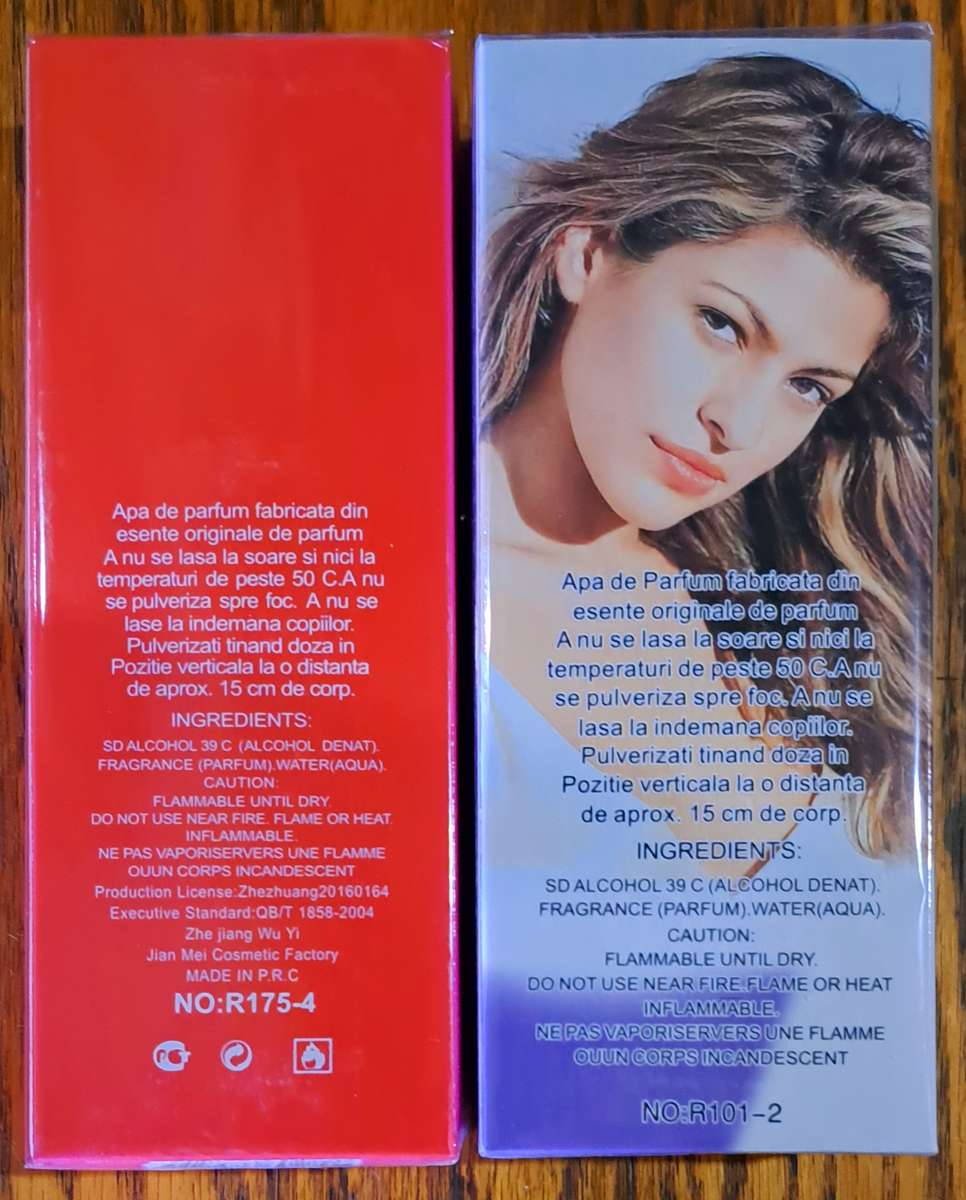 Apa de parfum fabricata din
esente originale de parfum
A nu se lasa la soare si nici la
temperaturi de peste 50 C.A nu
se pulveriza spre foc. A nu se
lase la indemana copiilor.
Pulverizati tinand doza in
Pozitie verticala la o distanta
de aprox. 15 cm de corp.
INGREDIENTS:
SD ALCOHOL 39 C (ALCOHOL DENAT).
FRAGRANCE (PARFUM).WATER(AQUA).
CAUTION:
FLAMMABLE UNTIL DRY.
DO NOT USE NEAR FIRE. FLAME OR HEAT.
INFLAMMABLE.
NE PAS VAPORISERVERS UNE FLAMME
OUUN CORPS INCANDESCENT
Production License:Zhezhuang20160164
Executive Standard:QB/T 1858-2004
Zhe jiang Wu Yi
Jian Mei Cosmetic Factory
MADE IN P.R.C
NO:R175-4
Apa de Parfum fabricata din
esente originale de parfum
A nu se lasa la soare si nici la
temperaturi de peste 50 C.A nu
se pulveriza spre foc. A nu se
lasa la indemana copiilor.
Pulverizati tinand doza in
Pozitie verticala la o distanta
de aprox. 15 cm de corp.
INGREDIENTS:
SD ALCOHOL 39 C (ALCOHOL DENAT).
FRAGRANCE (PARFUM).WATER(AQUA).
CAUTION:
FLAMMABLE UNTIL DRY.
DO NOT USE NEAR FIRE.FLAME OR HEAT
INFLAMMABLE.
NE PAS VAPORISERVERS UNE FLAMME
OUUN CORPS INCANDESCENT
NO:R101-2